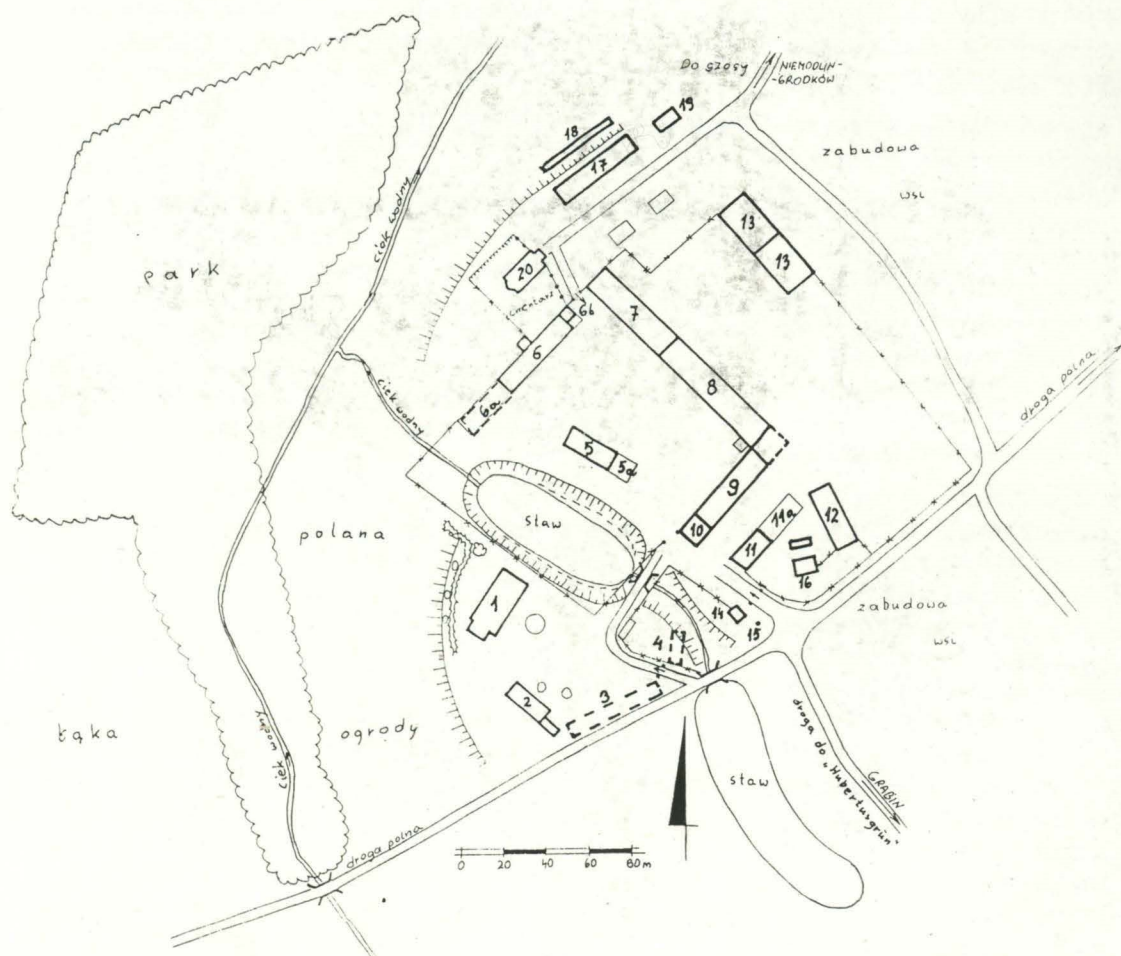 Do szosy
NIEMODLIN-
-GRODKÓW
19
18
17
zabudowa
wsi
ciek wodny
park
13
13
20
cmentarz
6b
7
6
8
6a
ciek wodny
droga polna
5
5a
9
staw
11a
12
10
11
polana
16
1
14
15
zabudowa
wsi
4
2
3
łąka
ogrody
ciek wodny
staw
droga do "Hubertusgrün"
GRABIN
droga polna
0 20 40 60 80m